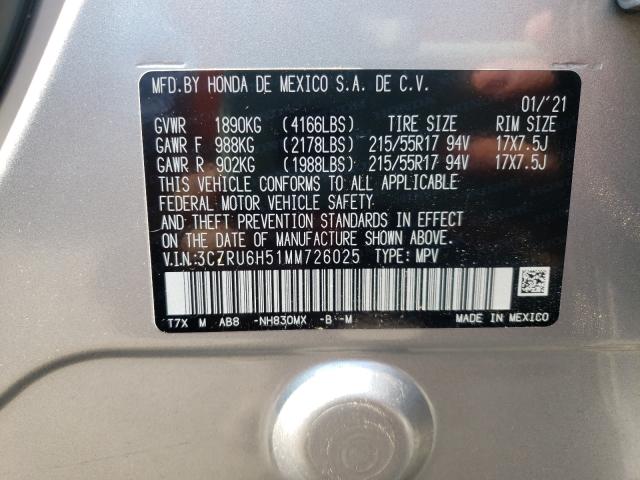 MFD.BY HONDA DE MEXICO S.A. DE C.V.
01/'21
GVWR 1890KG (4166LBS) TIRE SIZE RIM SIZE
GAWR F 988KG (2178LBS) 215/55R17 94V 17X7.5J
GAWR R 902KG (1988LBS) 215/55R17 94V 17X7.5J
THIS VEHICLE CONFORMS TO ALL APPLICABLE
FEDERAL MOTOR VEHICLE SAFETY
AND THEFT PREVENTION STANDARDS IN EFFECT
ON THE DATE OF MANUFACTURE SHOWN ABOVE.
V.I.N:3CZRU6H51MM726025 TYPE: MPV
T7X M AB8 -NH830MX -B -M MADE IN MEXICO